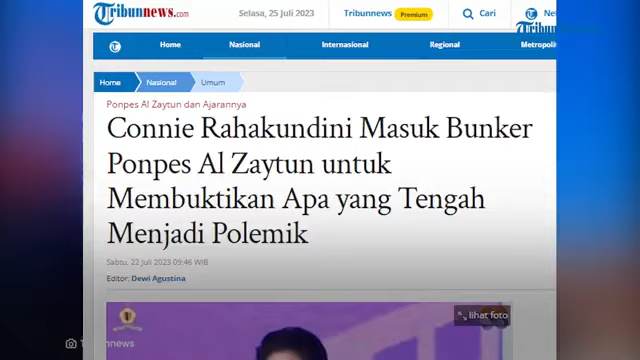 Tribunnews.com
Selasa, 25 Juli 2023
Tribunnews Premium
Cari
Ne
TRIBUNNEWS
Home Nasional Internasional Regional Metropolit
Home Nasional Umum
Ponpes Al Zaytun dan Ajarannya
Connie Rahakundini Masuk Bunker
Ponpes Al Zaytun untuk
Membuktikan Apa yang Tengah
Menjadi Polemik
Sabtu, 22 Juli 2023 09:46 WIB
Editor: Dewi Agustina
lihat foto